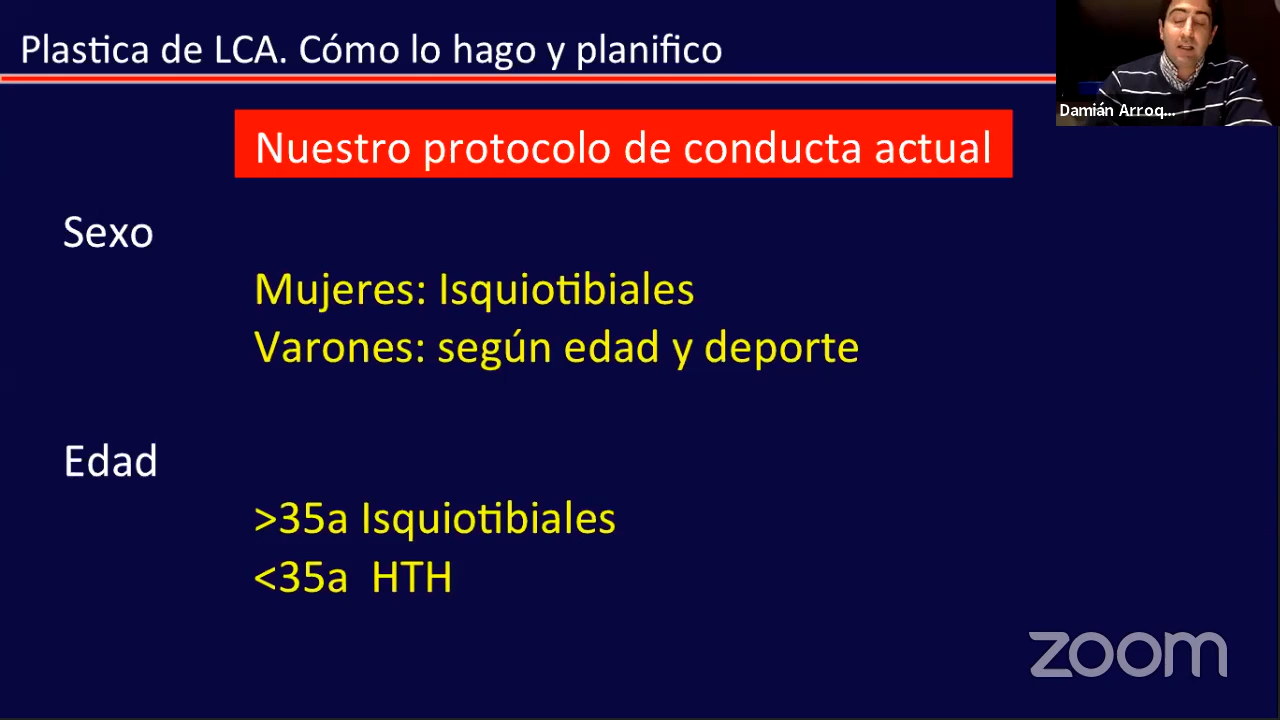 Plastica de LCA. Cómo lo hago y planifico
Damián Arroq...
Nuestro protocolo de conducta actual
Sexo
Mujeres: Isquiotibiales
Varones: según edad y deporte
Edad
>35a Isquiotibiales
<35a  HTH
zoom